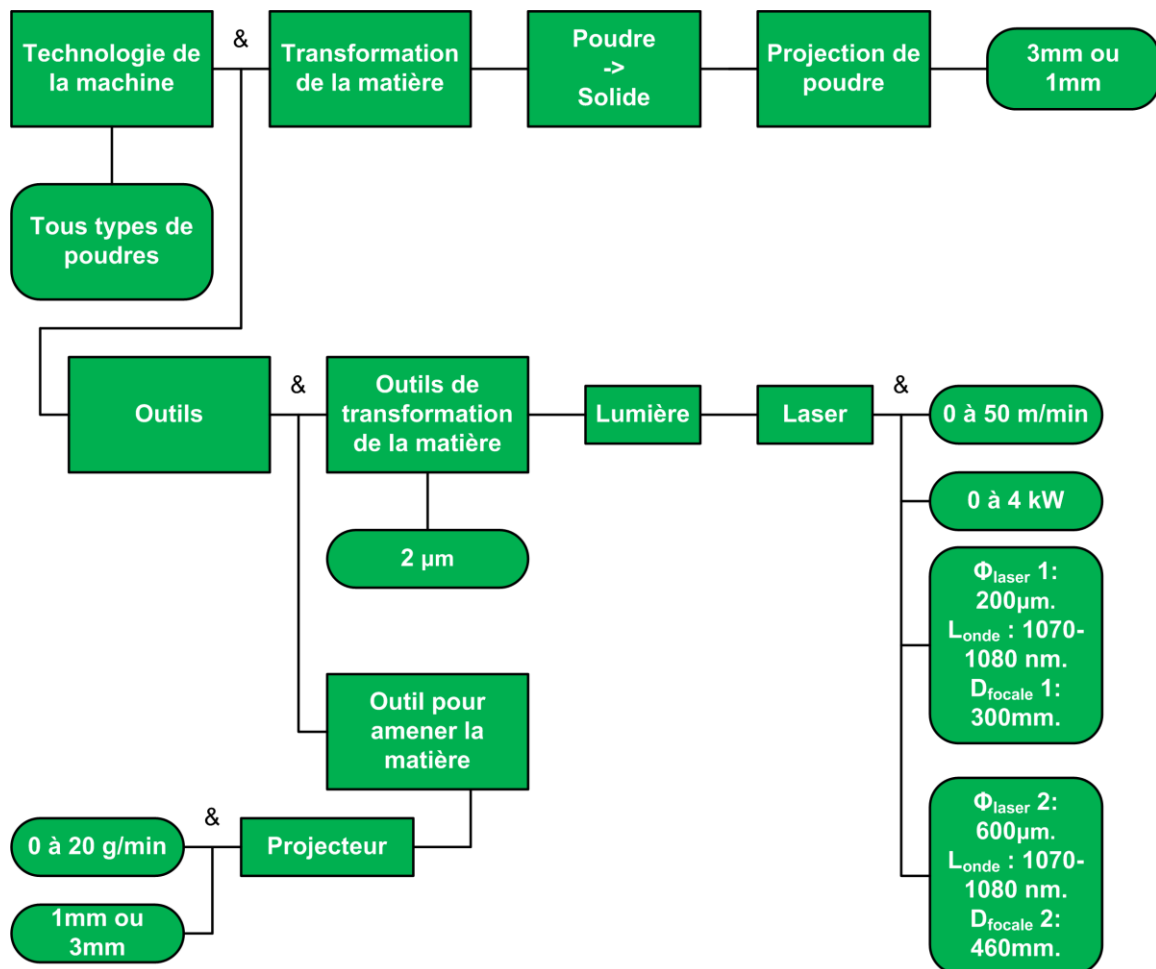 Technologie de
la machine
&
Transformation
de la matière
Poudre
->
Solide
Projection de
poudre
3mm ou
1mm
Tous types de
poudres
Outils
&
Outils de
transformation
de la matière
Lumière
Laser
&
0 à 50 m/min
0 à 4 kW
2 µm
Φlaser 1:
200µm.
Londe : 1070-
1080 nm.
Dfocale 1:
300mm.
Outil pour
amener la
matière
Φlaser 2:
600µm.
Londe : 1070-
1080 nm.
Dfocale 2:
460mm.
0 à 20 g/min
&
Projecteur
1mm ou
3mm